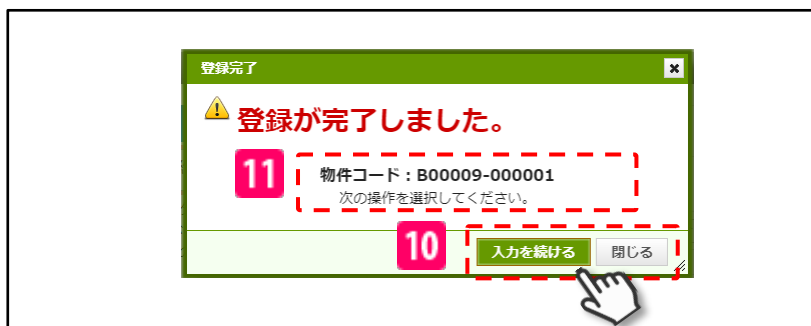 登録完了
登録が完了しました。
11
物件コード：B00009-000001
次の操作を選択してください。
10
入力を続ける
閉じる